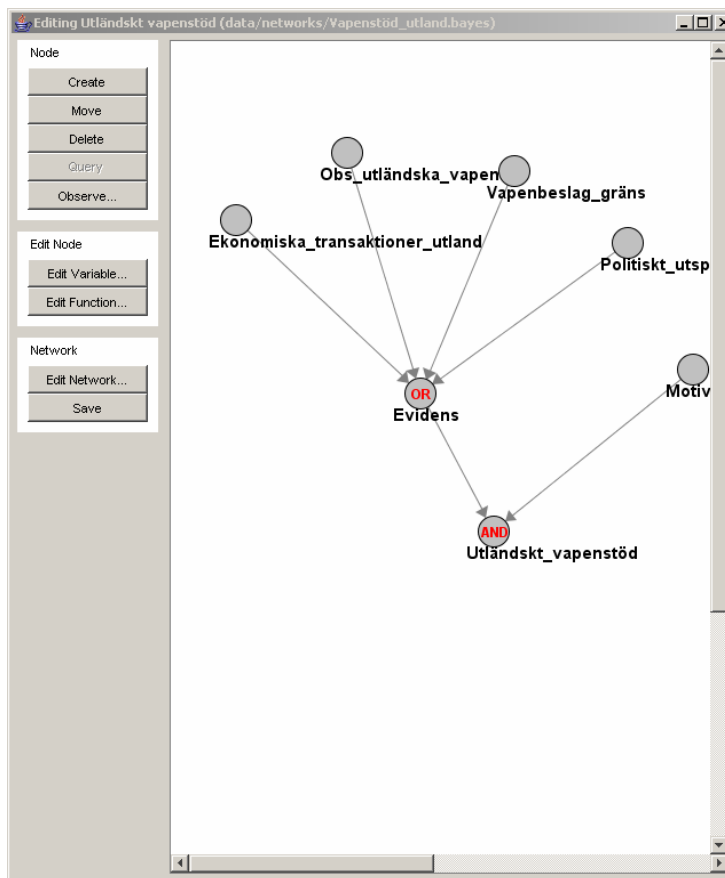 Editing Utländskt vapenstöd (data/networks/Vapenstöd_utland.bayes)
Node
Create
Move
Delete
Query
Observe...
Edit Node
Edit Variable...
Edit Function...
Network
Edit Network...
Save
Obs_utländska_vapen
Vapenbeslag_gräns
Ekonomiska_transaktioner_utland
Politiskt_utsp
Motiv
OR
Evidens
AND
Utländskt_vapenstöd